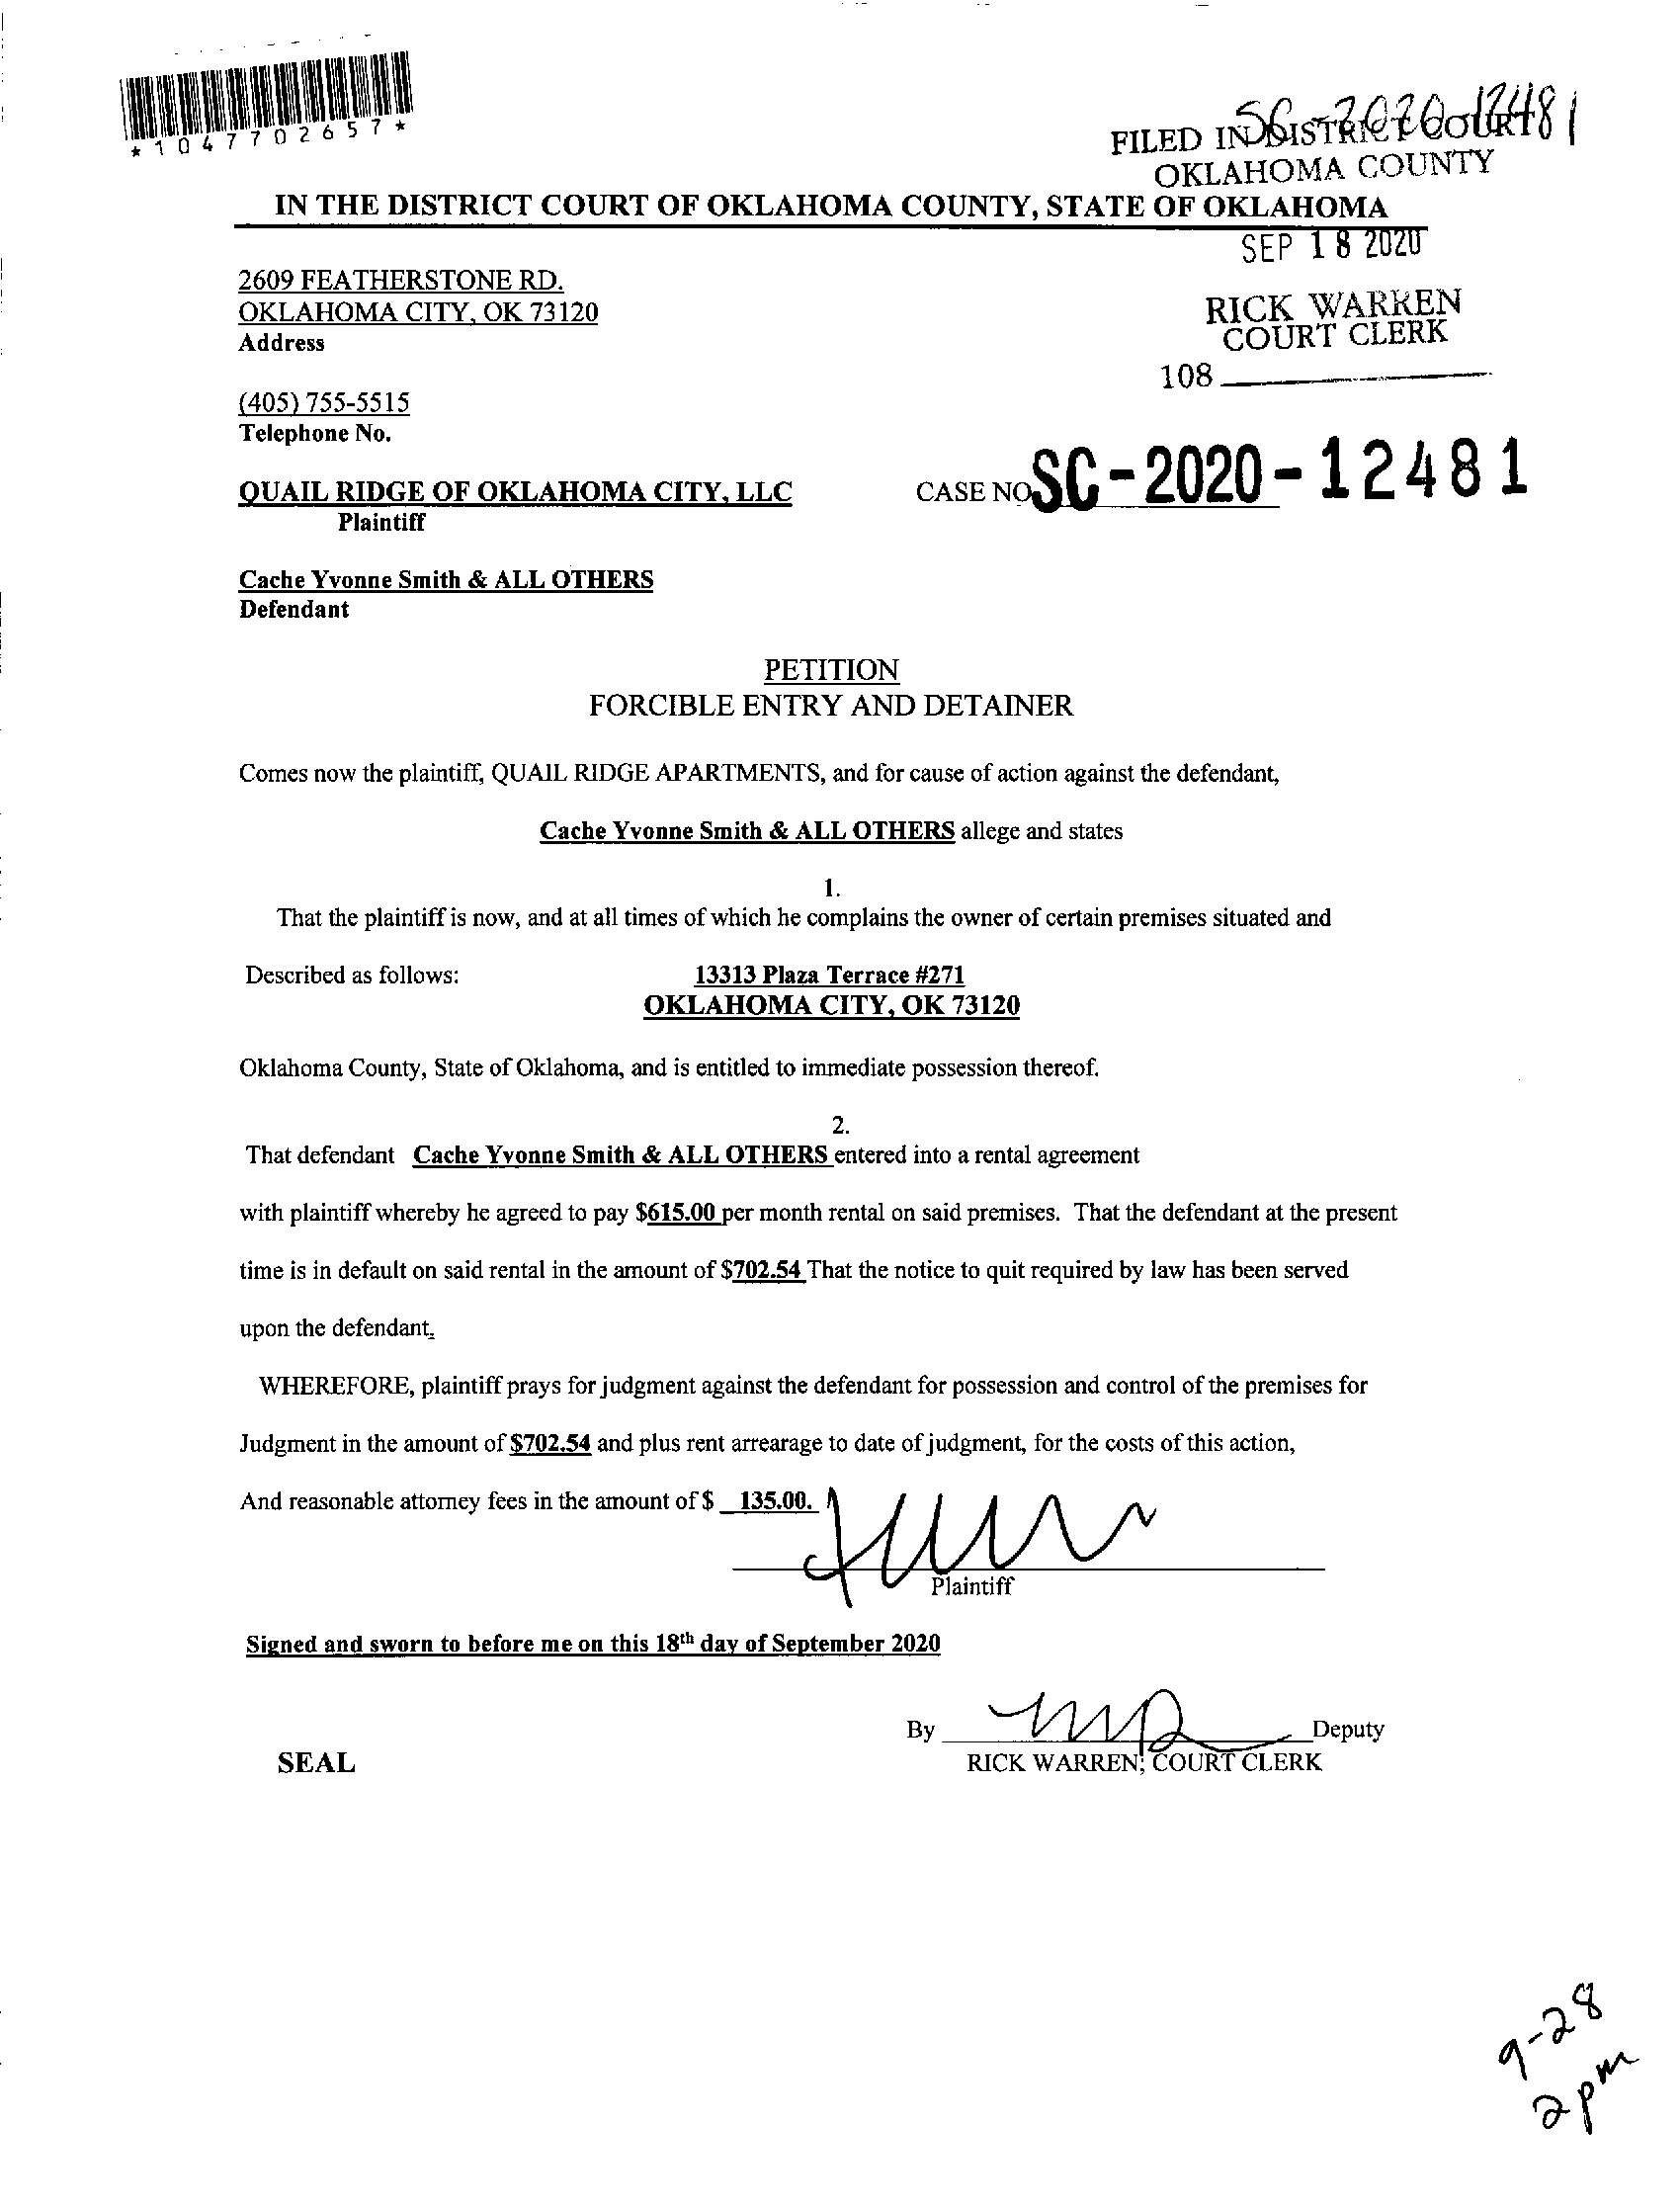 *1047702657*
SC-2020-12481
FILED IN DISTRICT COURT
OKLAHOMA COUNTY
IN THE DISTRICT COURT OF OKLAHOMA COUNTY, STATE OF OKLAHOMA
SEP 18 2020
2609 FEATHERSTONE RD.
OKLAHOMA CITY, OK 73120
Address
RICK WARREN
COURT CLERK
108
(405) 755-5515
Telephone No.
QUAIL RIDGE OF OKLAHOMA CITY, LLC CASE NO. SC-2020-12481
Plaintiff
Cache Yvonne Smith & ALL OTHERS
Defendant
PETITION
FORCIBLE ENTRY AND DETAINER
Comes now the plaintiff, QUAIL RIDGE APARTMENTS, and for cause of action against the defendant,
Cache Yvonne Smith & ALL OTHERS allege and states
1.
That the plaintiff is now, and at all times of which he complains the owner of certain premises situated and
Described as follows: 13313 Plaza Terrace #271
OKLAHOMA CITY, OK 73120
Oklahoma County, State of Oklahoma, and is entitled to immediate possession thereof.
2.
That defendant Cache Yvonne Smith & ALL OTHERS entered into a rental agreement
with plaintiff whereby he agreed to pay $615.00 per month rental on said premises. That the defendant at the present
time is in default on said rental in the amount of $702.54 That the notice to quit required by law has been served
upon the defendant.
WHEREFORE, plaintiff prays for judgment against the defendant for possession and control of the premises for
Judgment in the amount of $702.54 and plus rent arrearage to date of judgment, for the costs of this action,
And reasonable attorney fees in the amount of $ 135.00.
Plaintiff
Signed and sworn to before me on this 18th day of September 2020
By Deputy
RICK WARREN, COURT CLERK
SEAL
9-28
2pm